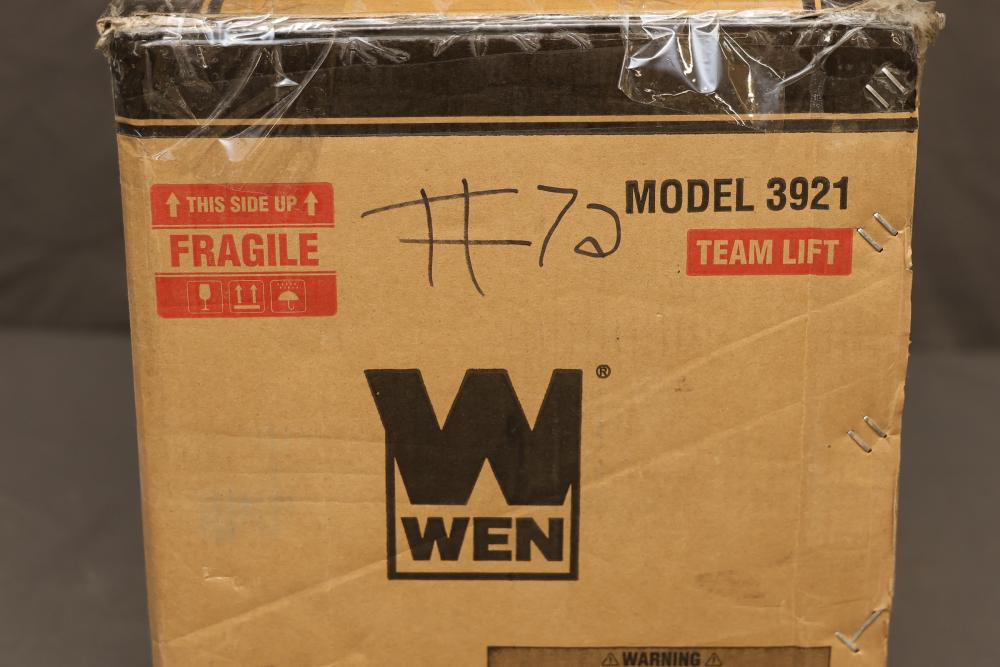 THIS SIDE UP
FRAGILE
#72
MODEL 3921
TEAM LIFT
®
WEN
WARNING